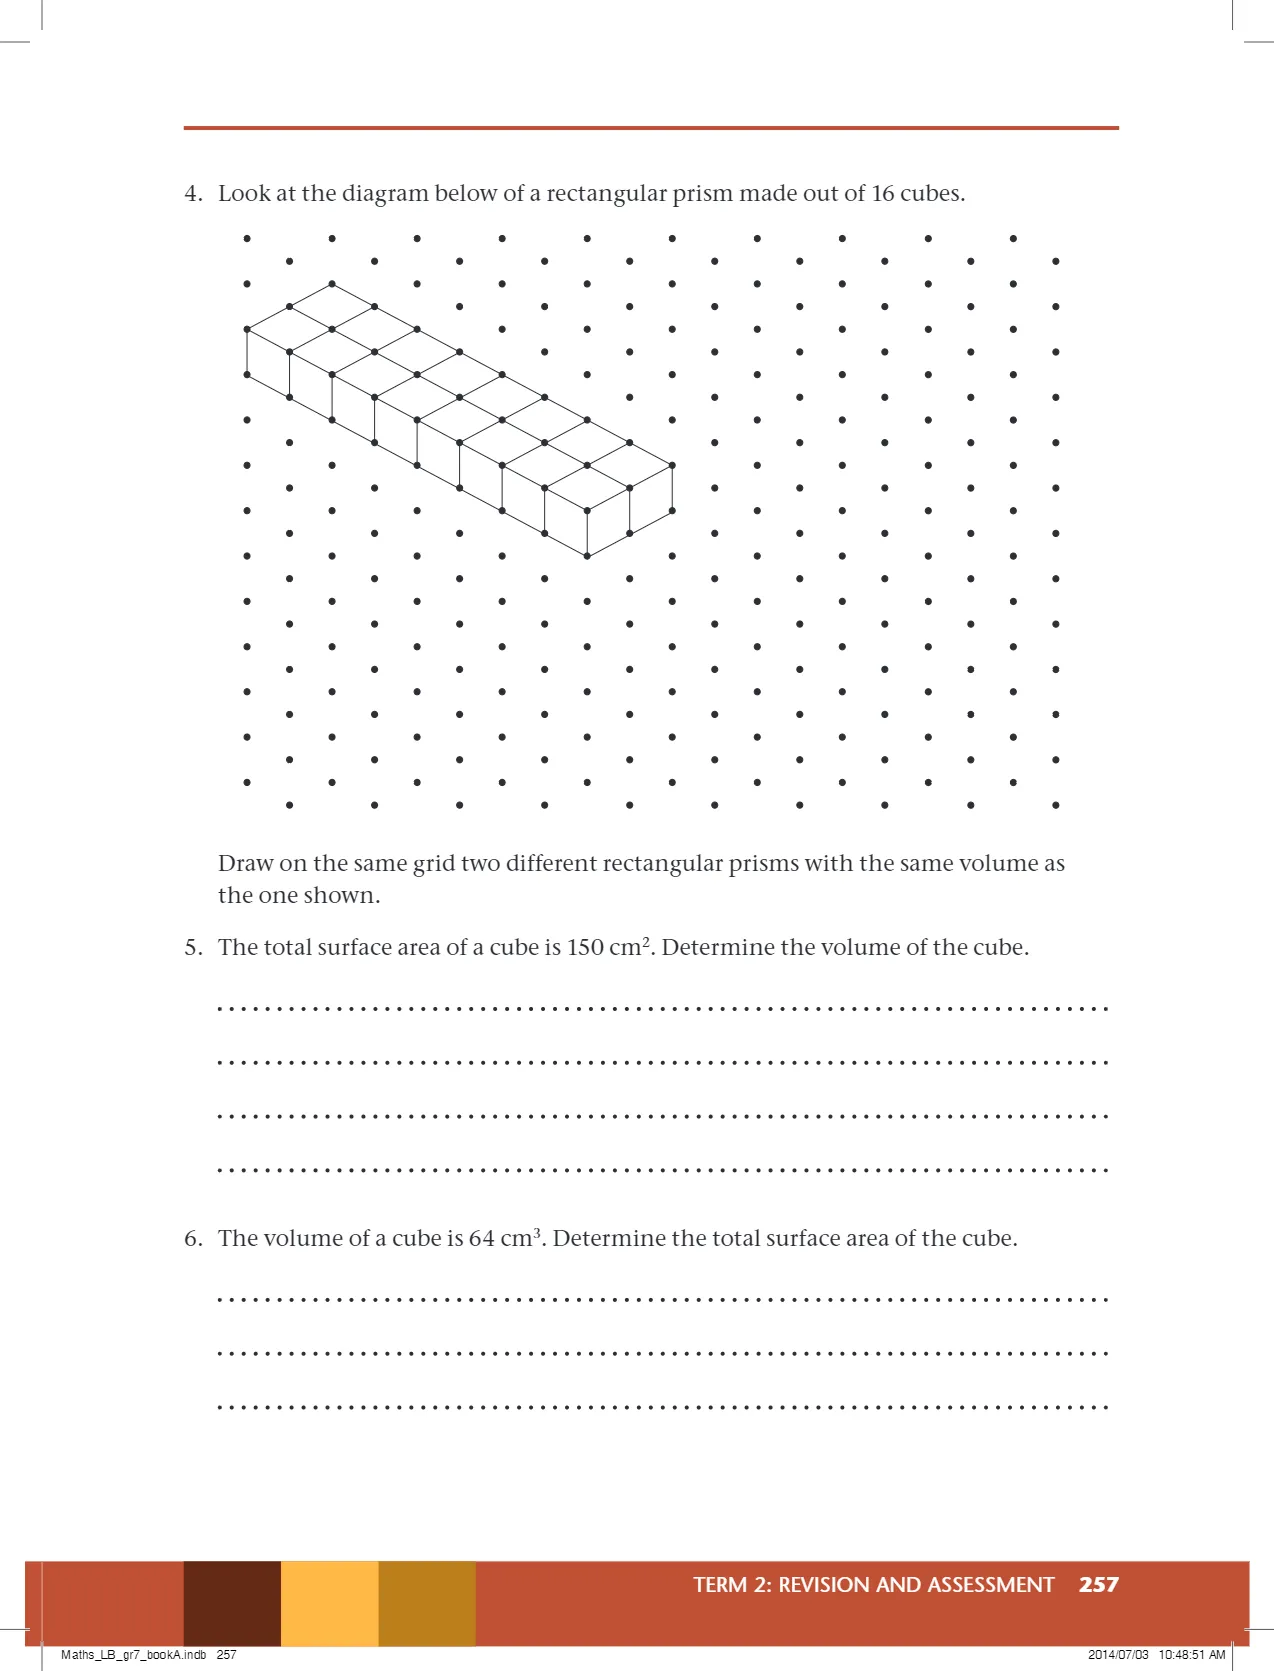 4. Look at the diagram below of a rectangular prism made out of 16 cubes.
Draw on the same grid two different rectangular prisms with the same volume as
the one shown.
5. The total surface area of a cube is 150 cm². Determine the volume of the cube.
6. The volume of a cube is 64 cm³. Determine the total surface area of the cube.
TERM 2: REVISION AND ASSESSMENT 257
Maths_LB_gr7_bookA.indb 257
2014/07/03 10:48:51 AM